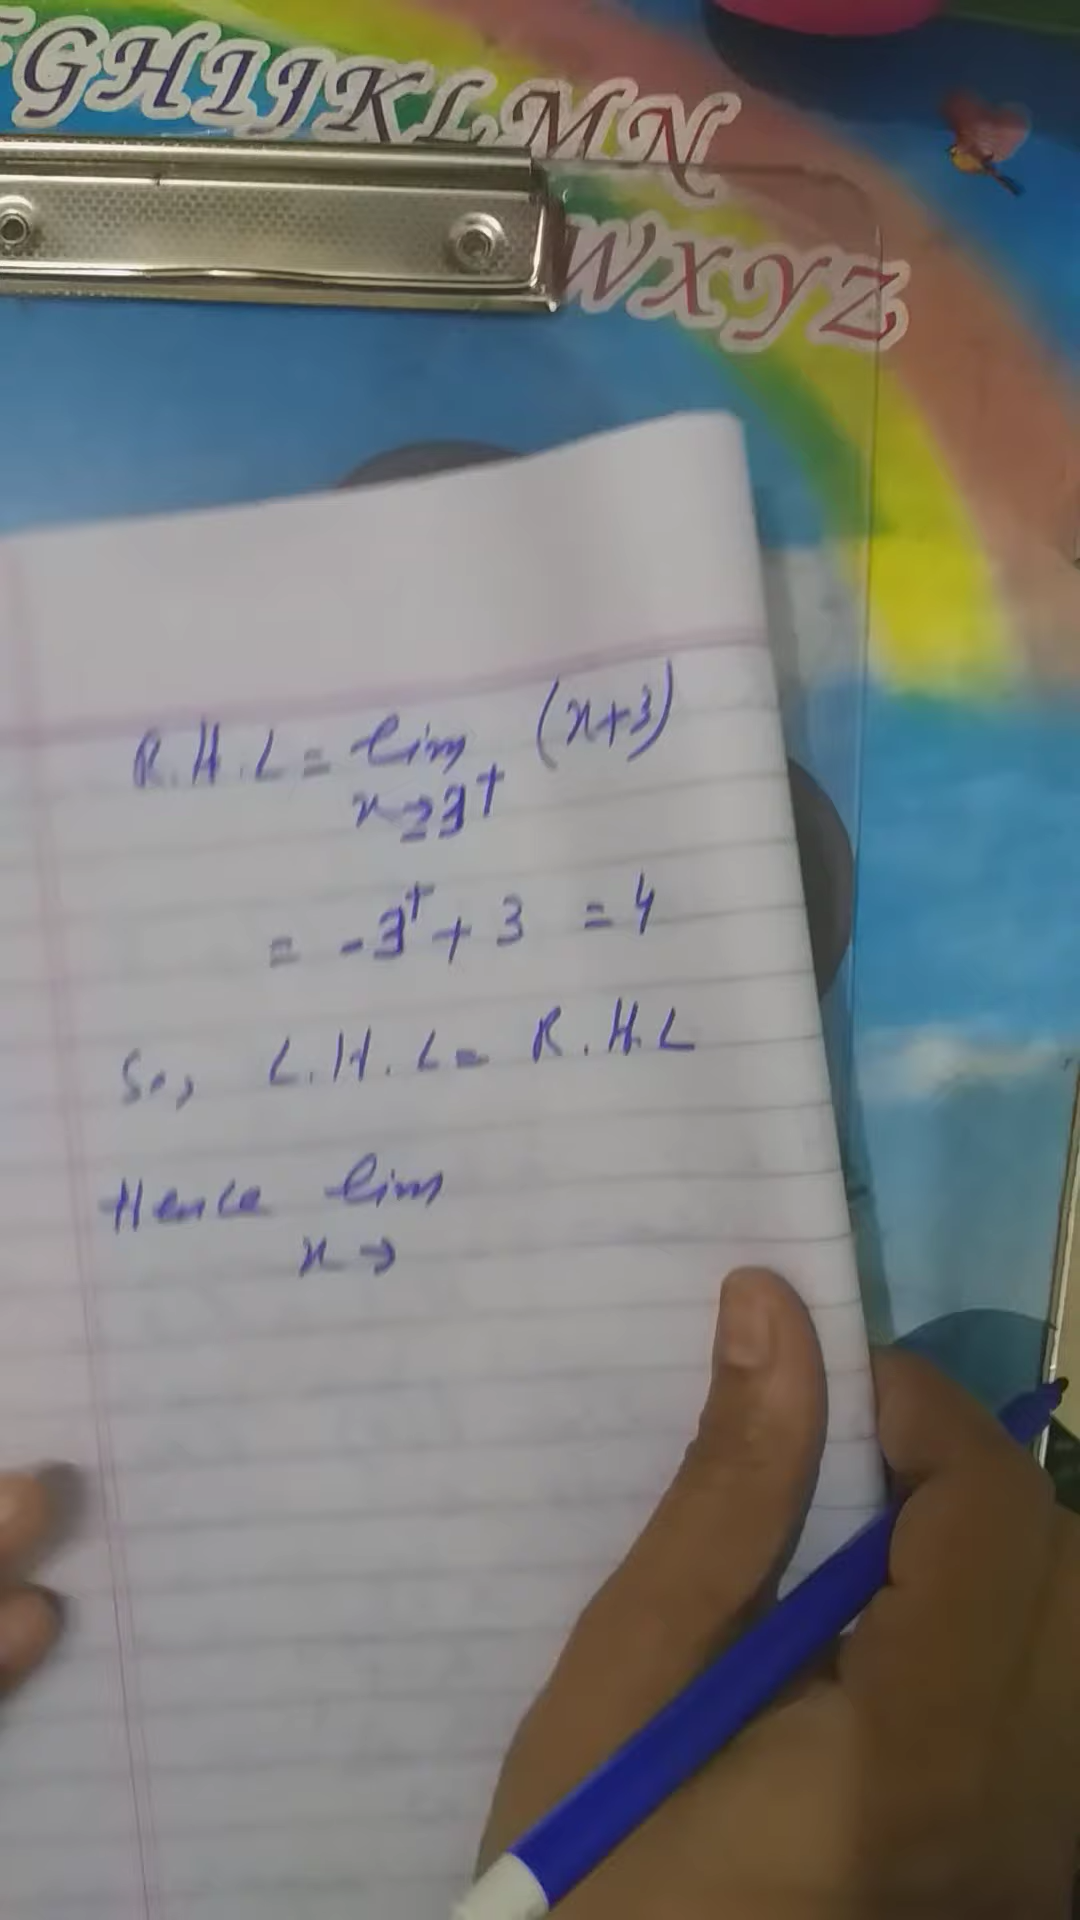 FGHIJKLMN
WXYZ
R.H.L = lim (x+3)
x→3⁺
= -3⁺ + 3 = 4
So, L.H.L = R.H.L
Hence lim
x→